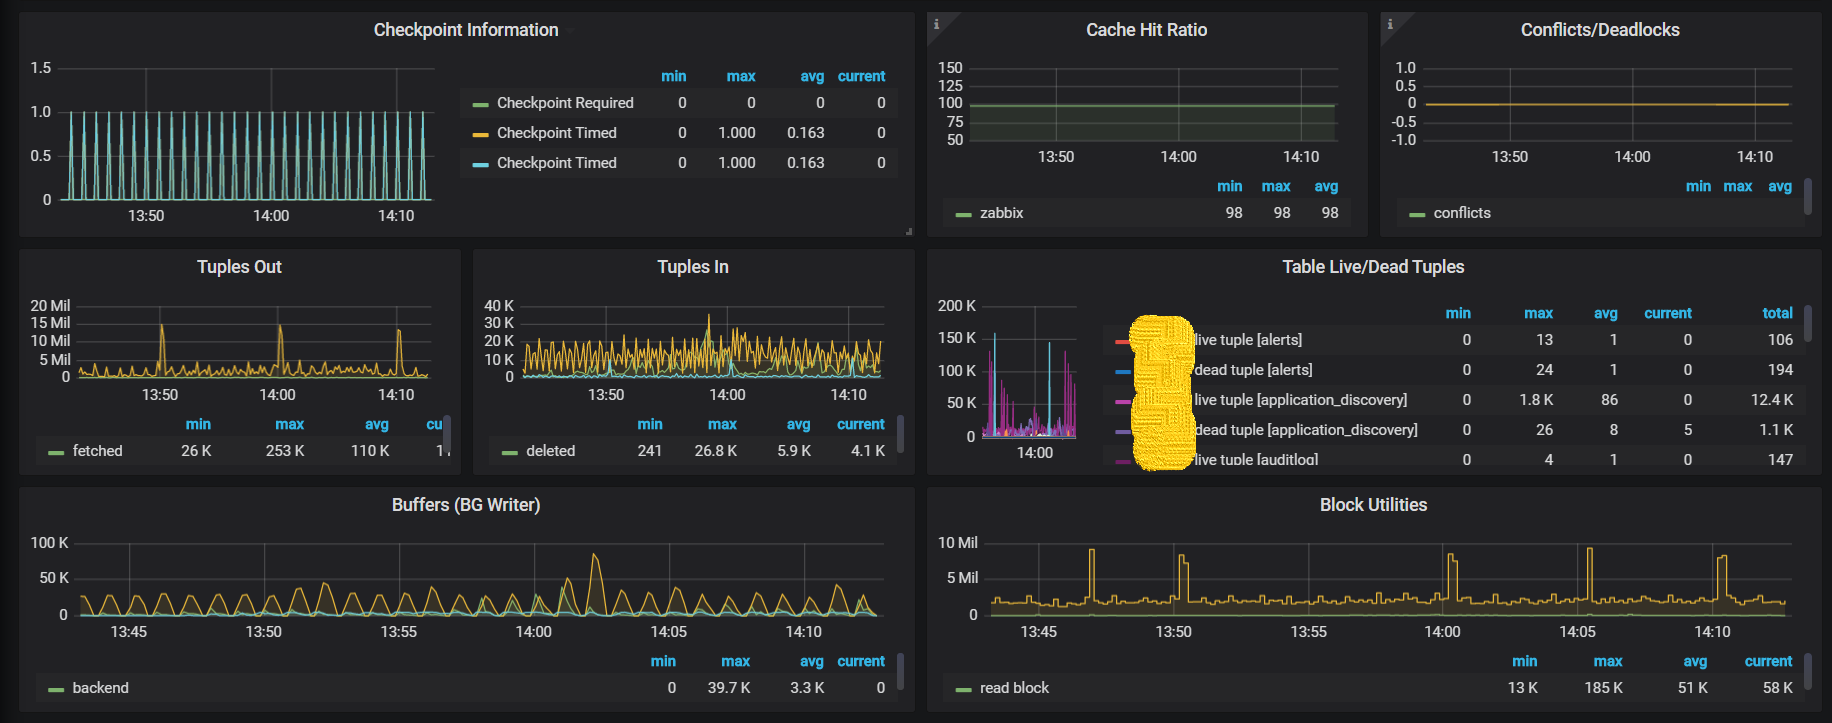 Checkpoint Information
1.5
1.0
0.5
0
13:50 14:00 14:10
min max avg current
Checkpoint Required 0 0 0 0
Checkpoint Timed 0 1.000 0.163 0
Checkpoint Timed 0 1.000 0.163 0
i
Cache Hit Ratio
150
125
100
75
50
13:50 14:00 14:10
min max avg
zabbix 98 98 98
i
Conflicts/Deadlocks
1.0
0.5
0
-0.5
-1.0
13:50 14:00 14:10
min max avg
conflicts
Tuples Out
20 Mil
15 Mil
10 Mil
5 Mil
0
13:50 14:00 14:10
min max avg cu
fetched 26 K 253 K 110 K
Tuples In
40 K
30 K
20 K
10 K
0
13:50 14:00 14:10
min max avg current
deleted 241 26.8 K 5.9 K 4.1 K
Table Live/Dead Tuples
200 K
150 K
100 K
50 K
0
14:00
min max avg current total
live tuple [alerts] 0 13 1 0 106
dead tuple [alerts] 0 24 1 0 194
live tuple [application_discovery] 0 1.8 K 86 0 12.4 K
dead tuple [application_discovery] 0 26 8 5 1.1 K
live tuple [auditlog] 0 4 1 0 147
Buffers (BG Writer)
100 K
50 K
0
13:45 13:50 13:55 14:00 14:05 14:10
min max avg current
backend 0 39.7 K 3.3 K 0
Block Utilities
10 Mil
5 Mil
0
13:45 13:50 13:55 14:00 14:05 14:10
min max avg current
read block 13 K 185 K 51 K 58 K